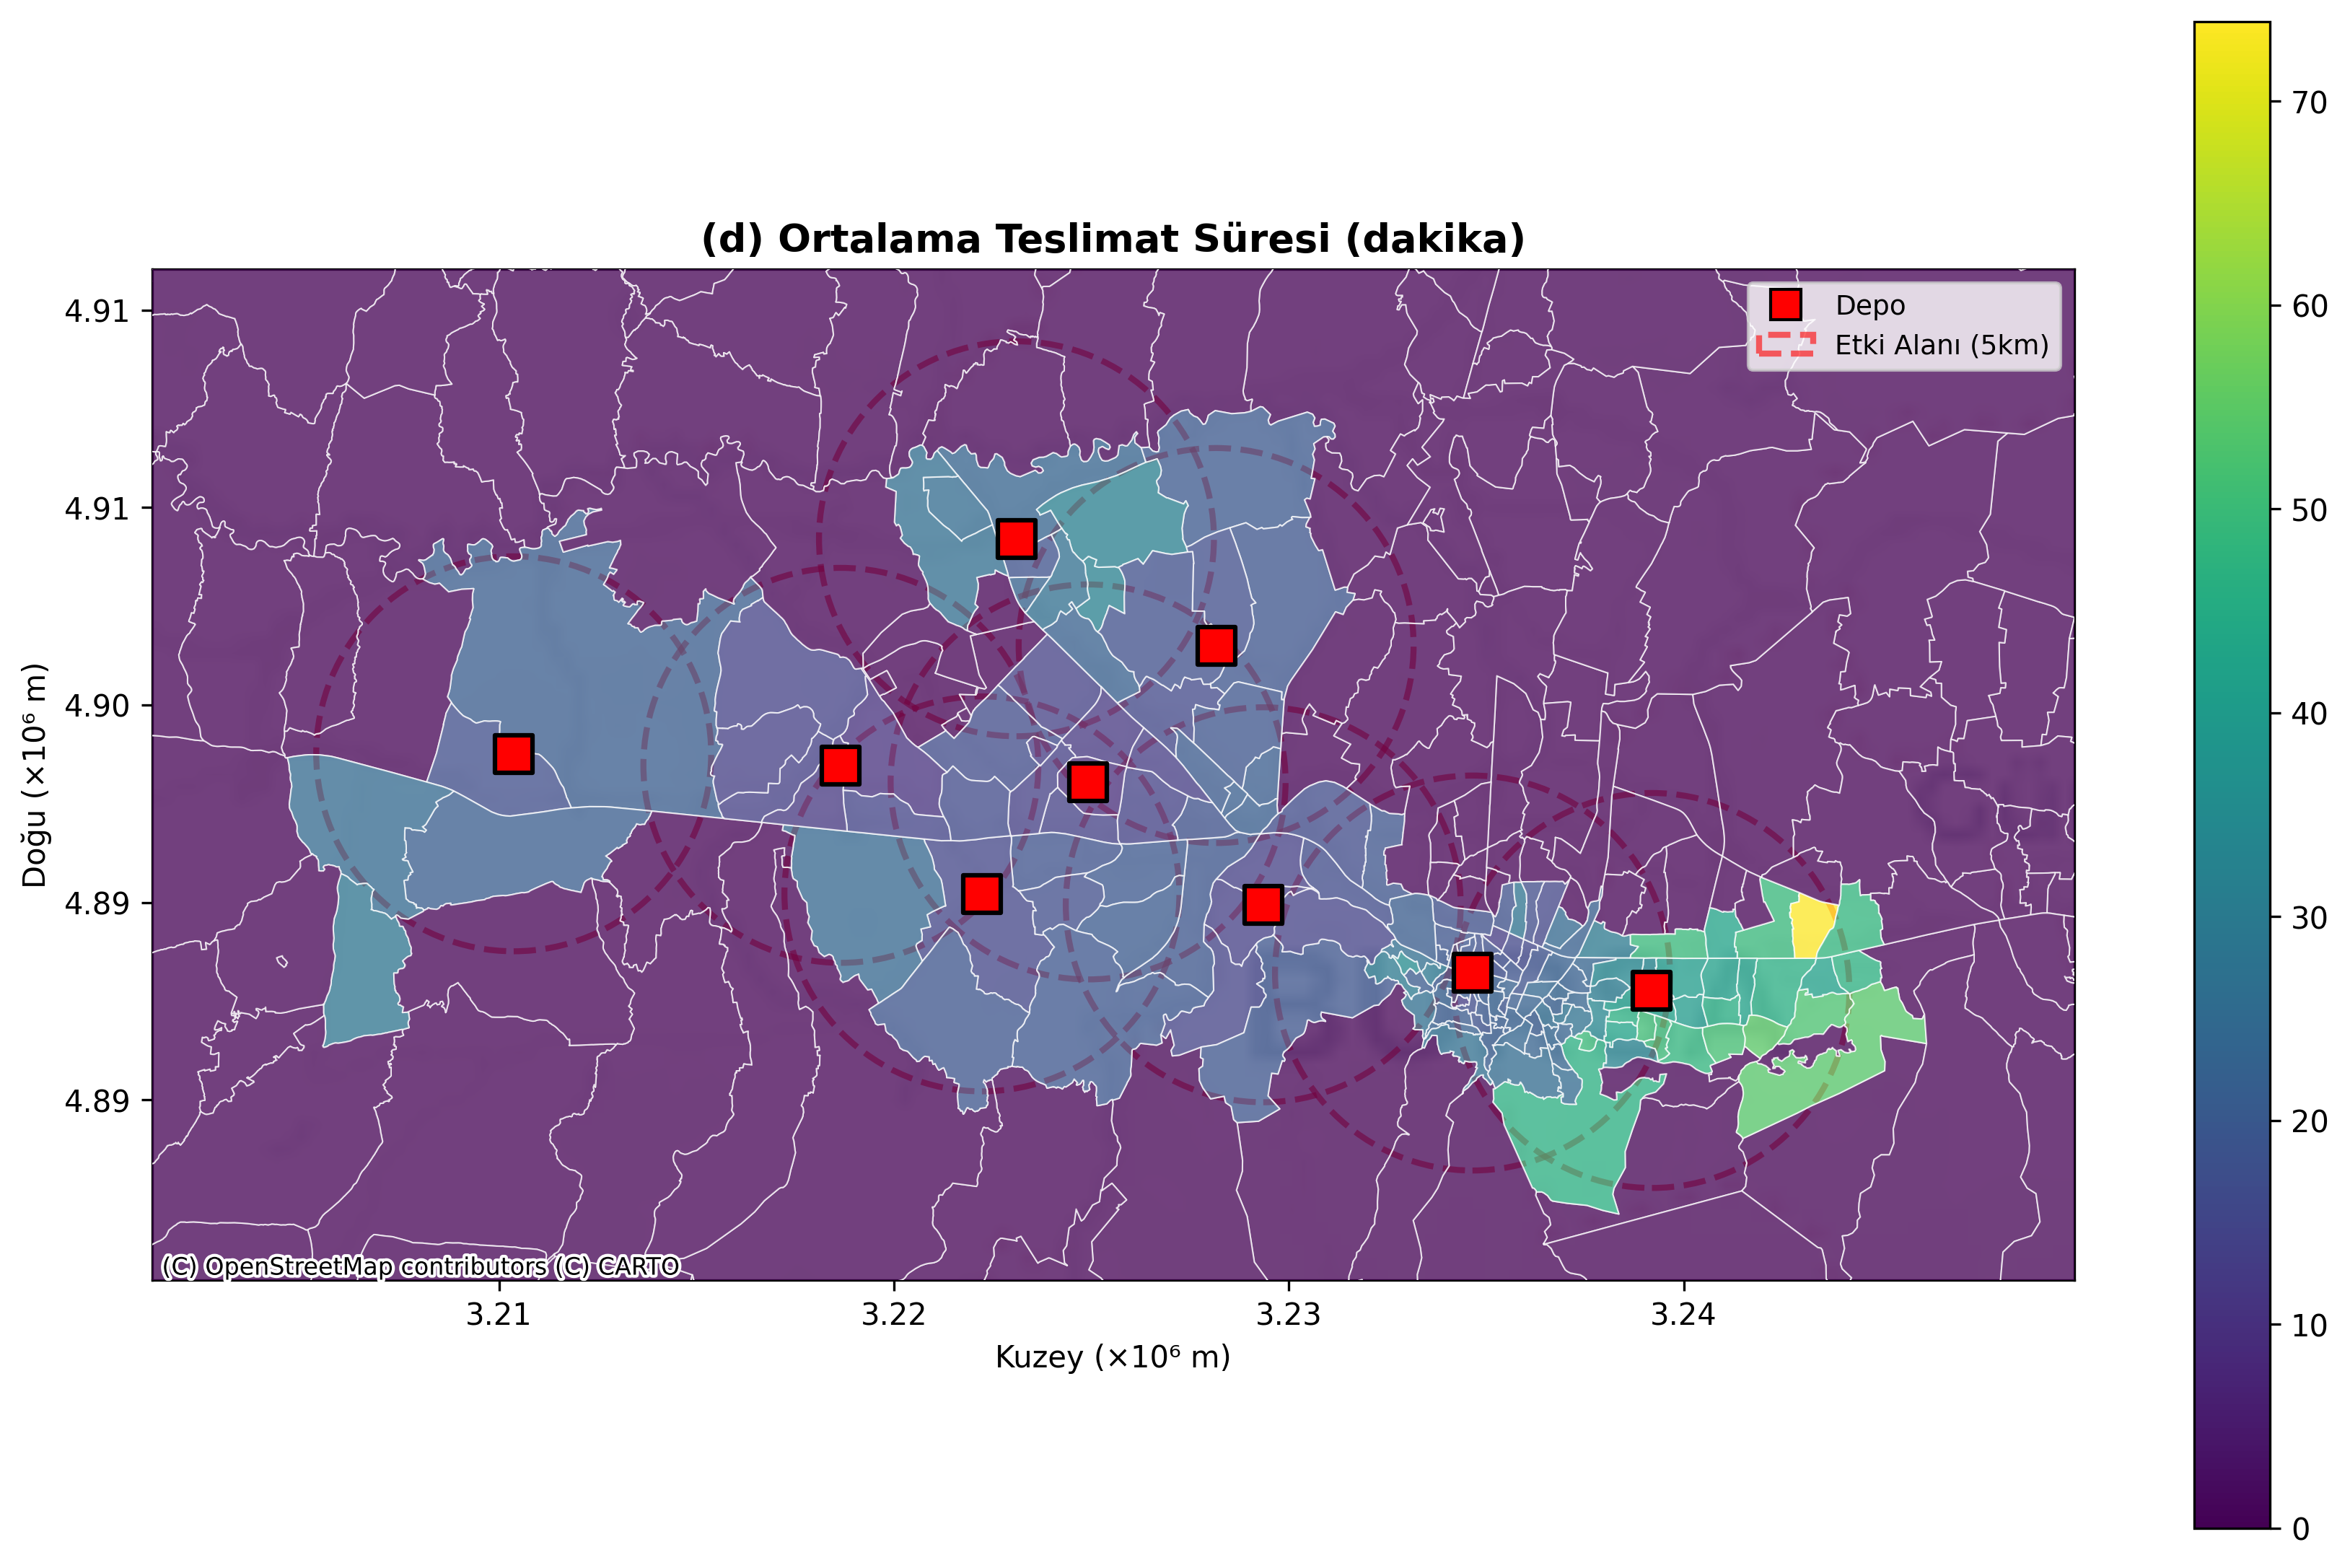 (d) Ortalama Teslimat Süresi (dakika)
Depo
Etki Alanı (5km)
4.91
4.91
4.90
4.89
4.89
Doğu (×10⁶ m)
(C) OpenStreetMap contributors (C) CARTO
3.21
3.22
3.23
3.24
Kuzey (×10⁶ m)
70
60
50
40
30
20
10
0